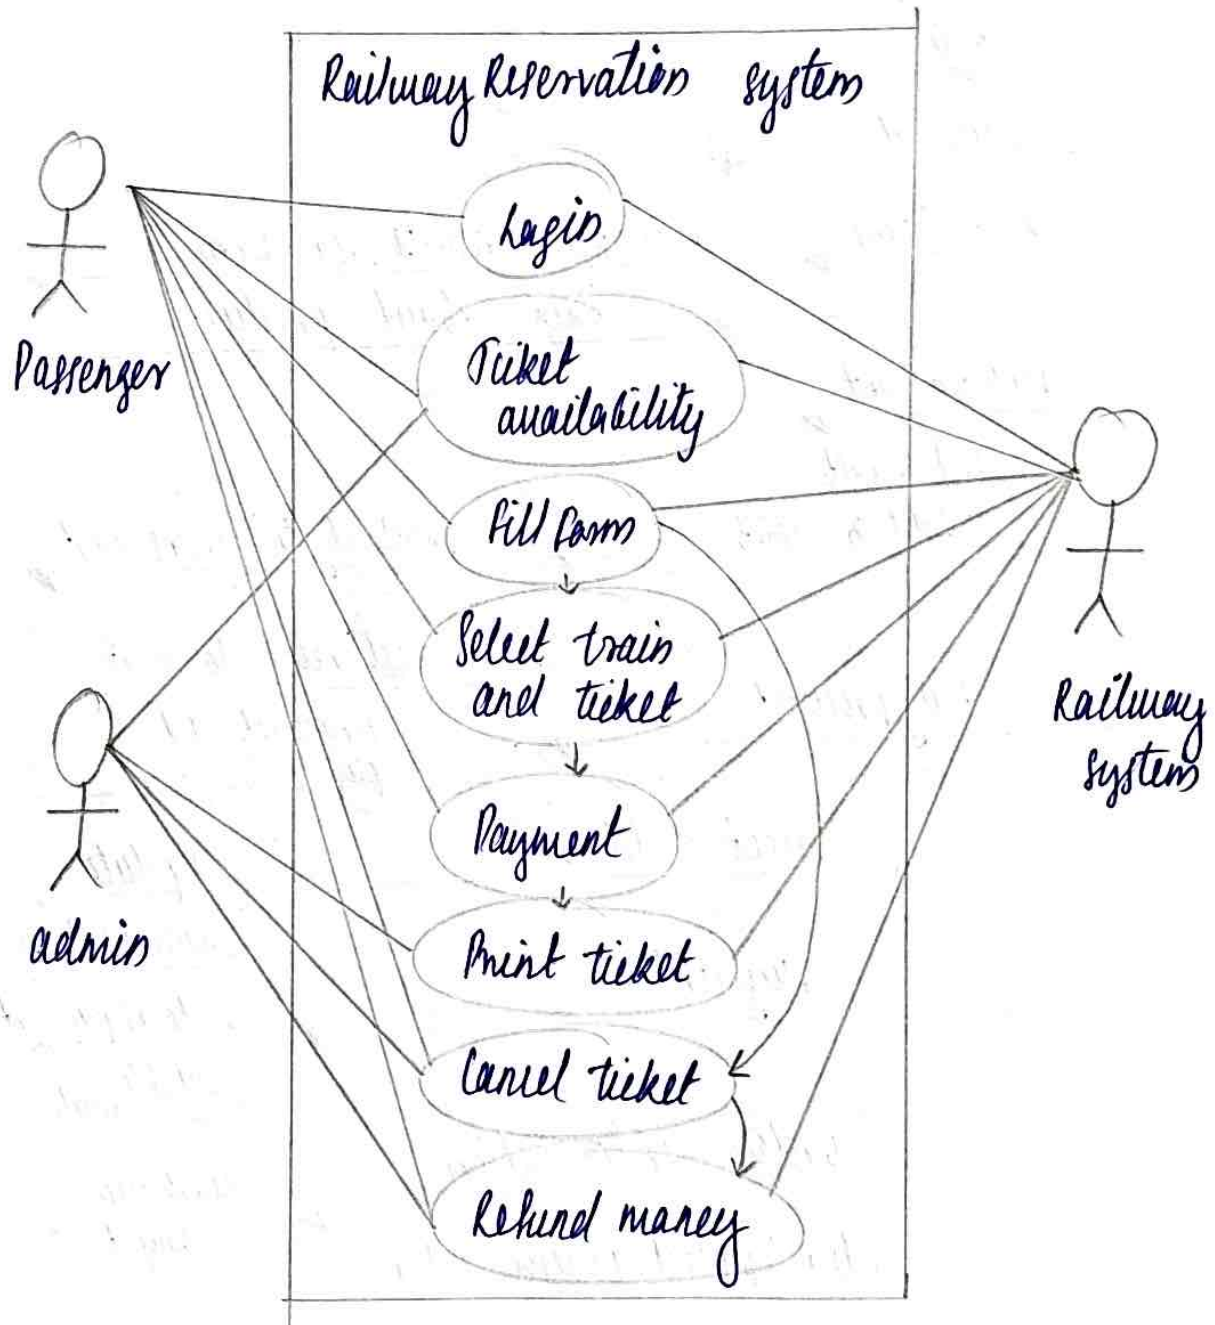 Railway Reservation system
Login
Passenger
Ticket
availability
Fill form
Select train
and ticket
Railway
system
Payment
admin
Print ticket
Cancel ticket
Refund money